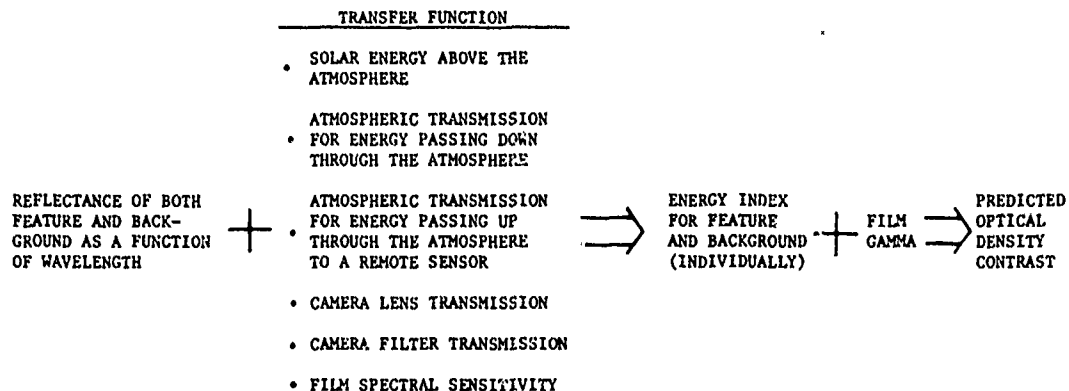 TRANSFER FUNCTION
• SOLAR ENERGY ABOVE THE
ATMOSPHERE
ATMOSPHERIC TRANSMISSION
• FOR ENERGY PASSING DOWN
THROUGH THE ATMOSPHERE
REFLECTANCE OF BOTH
FEATURE AND BACK-
GROUND AS A FUNCTION
OF WAVELENGTH
+
ATMOSPHERIC TRANSMISSION
• FOR ENERGY PASSING UP
THROUGH THE ATMOSPHERE
TO A REMOTE SENSOR
• CAMERA LENS TRANSMISSION
• CAMERA FILTER TRANSMISSION
• FILM SPECTRAL SENSITIVITY
ENERGY INDEX
FOR FEATURE
AND BACKGROUND
(INDIVIDUALLY)
+
FILM
GAMMA
PREDICTED
OPTICAL
DENSITY
CONTRAST